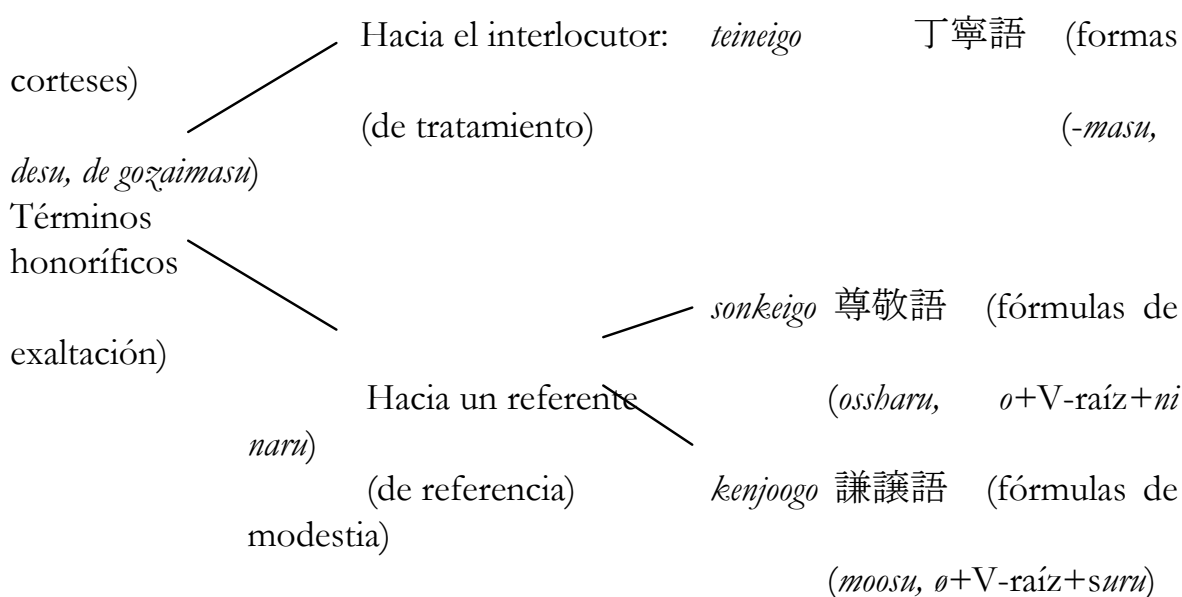 Hacia el interlocutor: teineigo 丁寧語 (formas
corteses)
(de tratamiento) (-masu,
desu, de gozaimasu)
Términos
honoríficos
sonkeigo 尊敬語 (fórmulas de
exaltación)
Hacia un referente (ossharu, o+V-raíz+ni
naru)
(de referencia) kenjoogo 謙譲語 (fórmulas de
modestia)
(moosu, ø+V-raíz+suru)